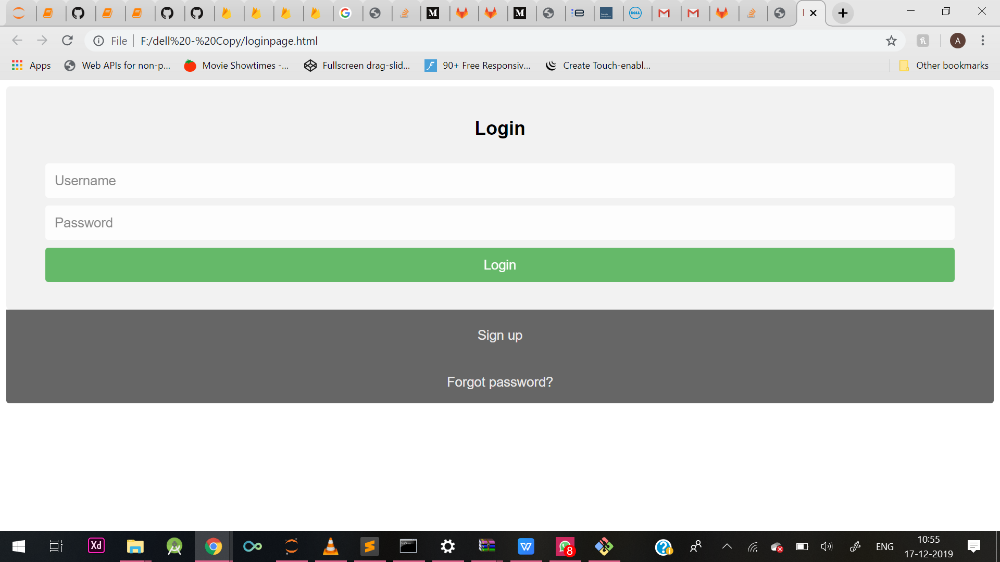 File | F:/dell%20-%20Copy/loginpage.html
A
Apps
Web APIs for non-p...
Movie Showtimes -...
Fullscreen drag-slid...
90+ Free Responsiv...
Create Touch-enabl...
Other bookmarks
Login
Username
Password
Login
Sign up
Forgot password?
Xd
8
ENG
10:55
17-12-2019